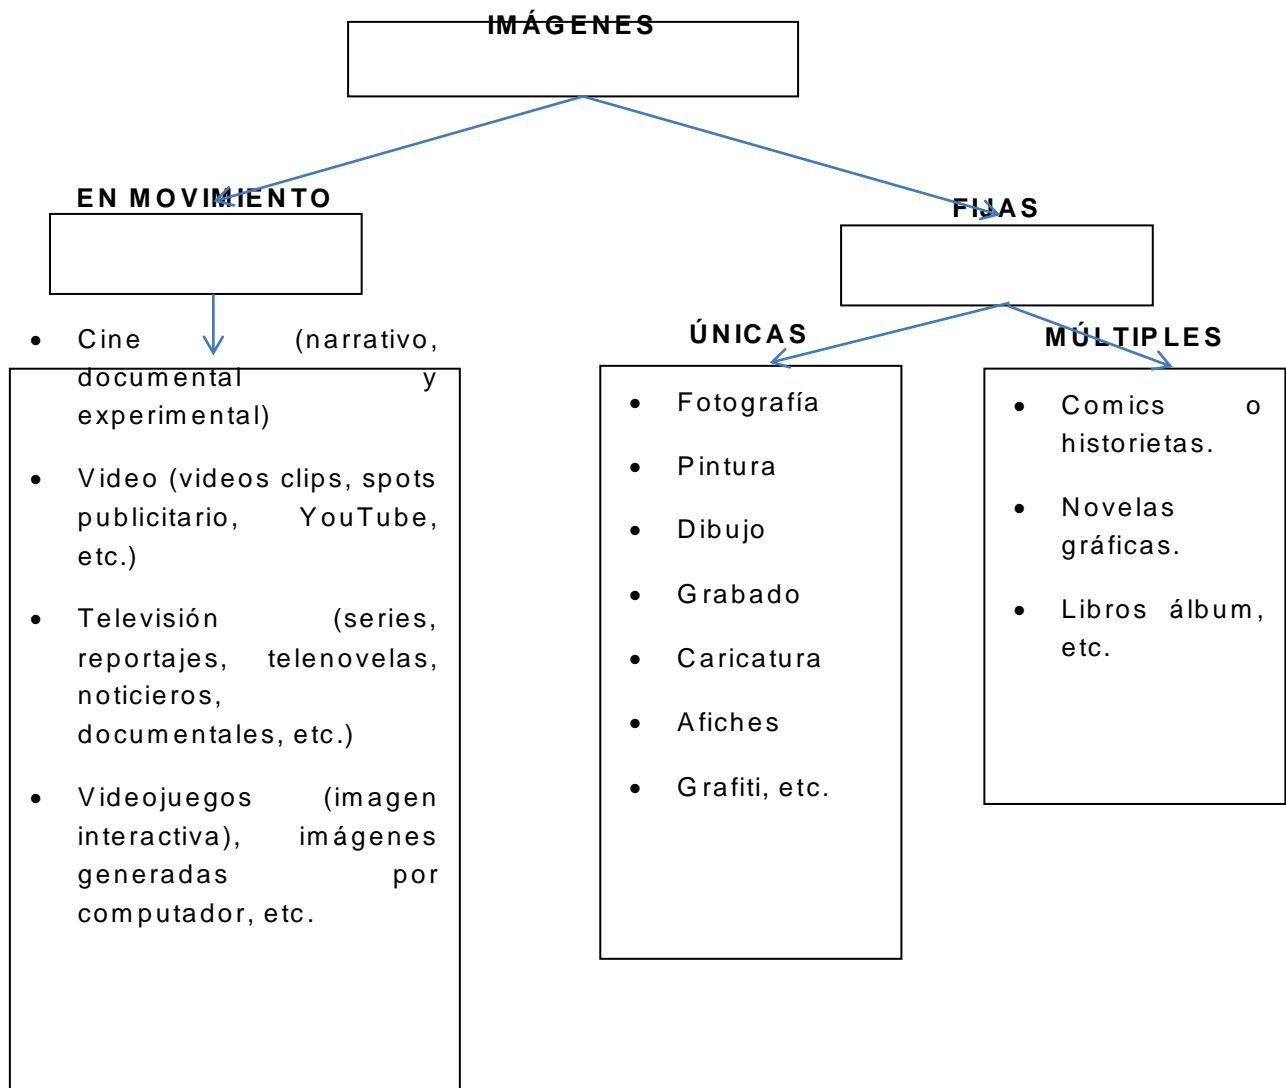 IMÁGENES
EN MOVIMIENTO
• Cine (narrativo,
documental y
experimental)
• Video (videos clips, spots
publicitario, YouTube,
etc.)
• Televisión (series,
reportajes, telenovelas,
noticieros,
documentales, etc.)
• Videojuegos (imagen
interactiva), imágenes
generadas por
computador, etc.
FIJAS
ÚNICAS
• Fotografía
• Pintura
• Dibujo
• Grabado
• Caricatura
• Afiches
• Grafiti, etc.
MÚLTIPLES
• Comics o
historietas.
• Novelas
gráficas.
• Libros álbum,
etc.